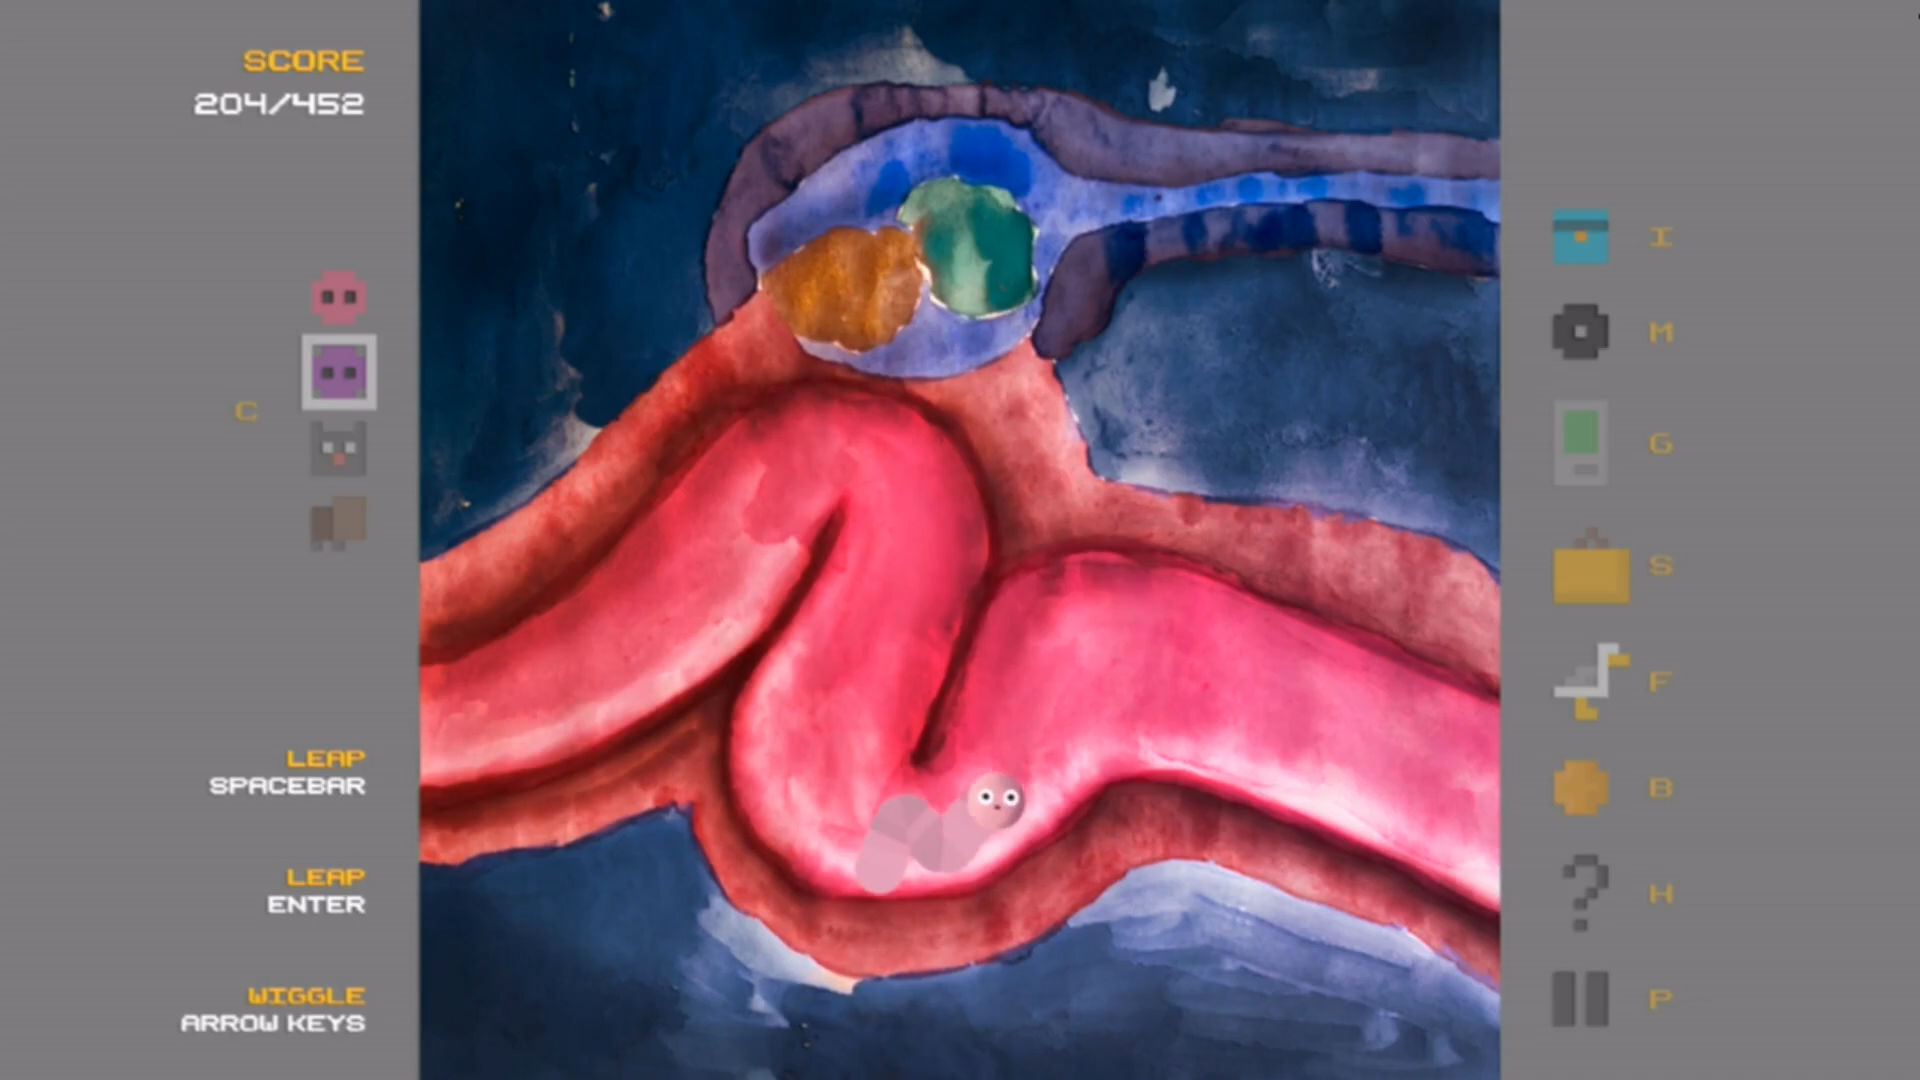 SCORE
204/452
C
LEAP
SPACEBAR
LEAP
ENTER
WIGGLE
ARROW KEYS
I
M
G
S
F
B
?
H
P